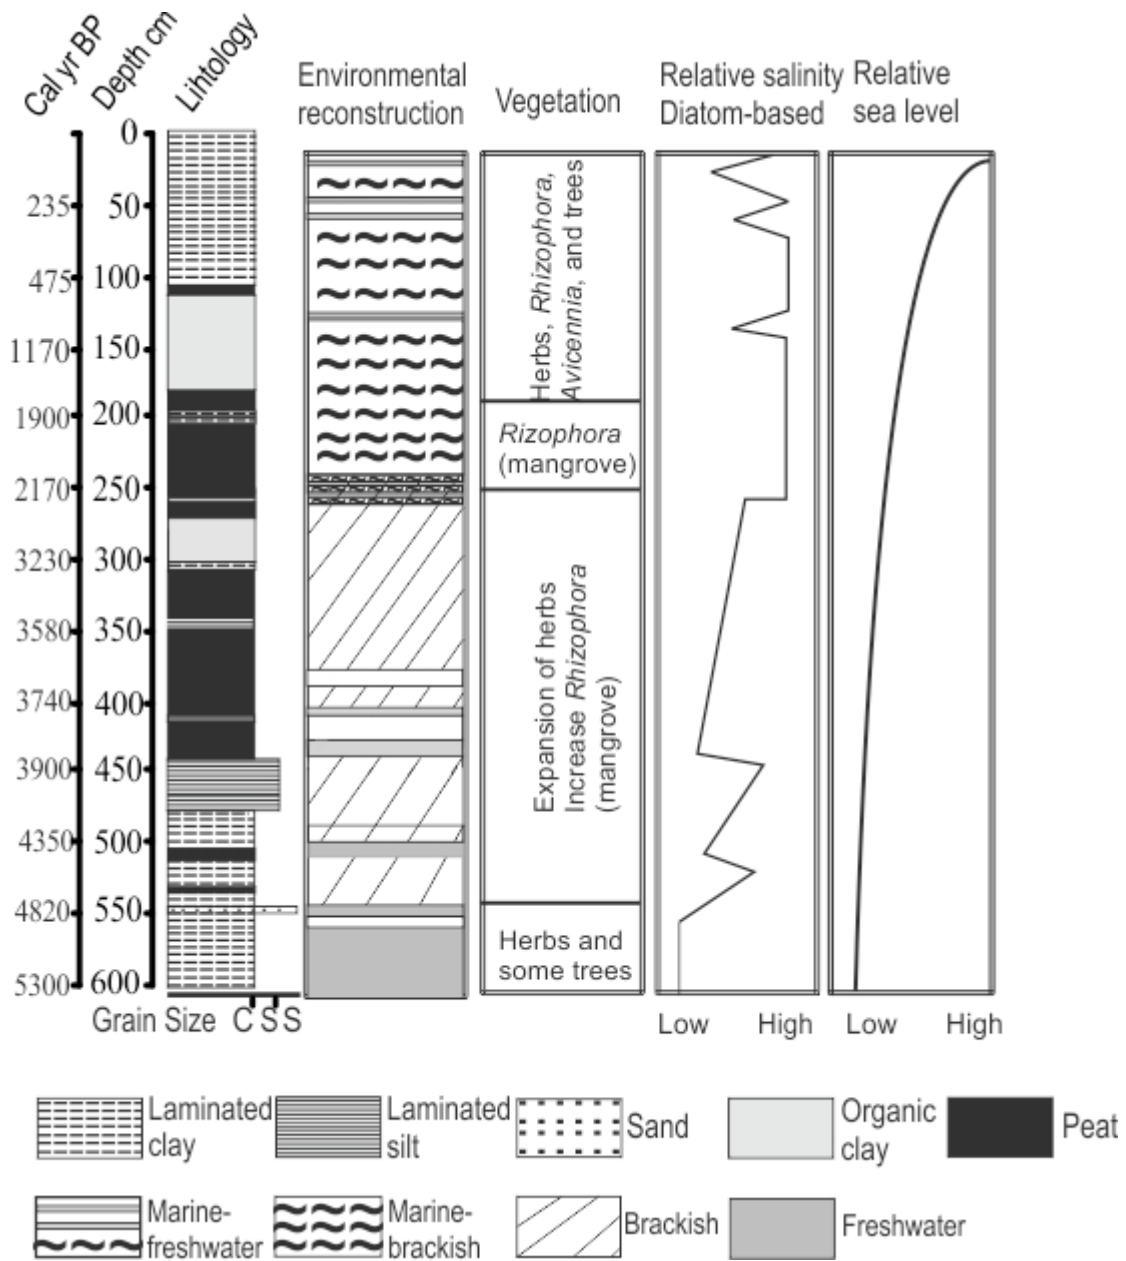 Cal yr BP
Depth cm
Lihtology
Environmental
reconstruction
Vegetation
Relative salinity
Diatom-based
Relative
sea level
0
235
50
475
100
1170
150
1900
200
2170
250
3230
300
3580
350
3740
400
3900
450
4350
500
4820
550
5300
600
Herbs, Rhizophora,
Avicennia, and trees
Rizophora
(mangrove)
Expansion of herbs
Increase Rhizophora
(mangrove)
Herbs and
some trees
Grain Size C S S
Low High Low High
Laminated
clay
Laminated
silt
Sand
Organic
clay
Peat
Marine-
freshwater
Marine-
brackish
Brackish
Freshwater